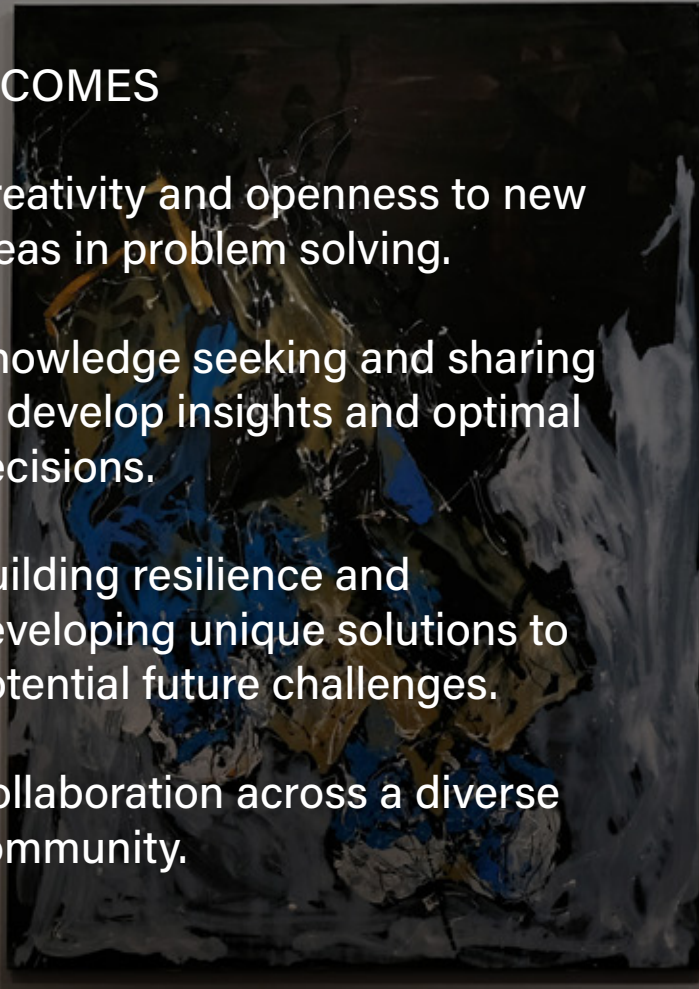 COMES
reativity and openness to new
eas in problem solving.
nowledge seeking and sharing
develop insights and optimal
ecisions.
uilding resilience and
eveloping unique solutions to
otential future challenges.
ollaboration across a diverse
ommunity.